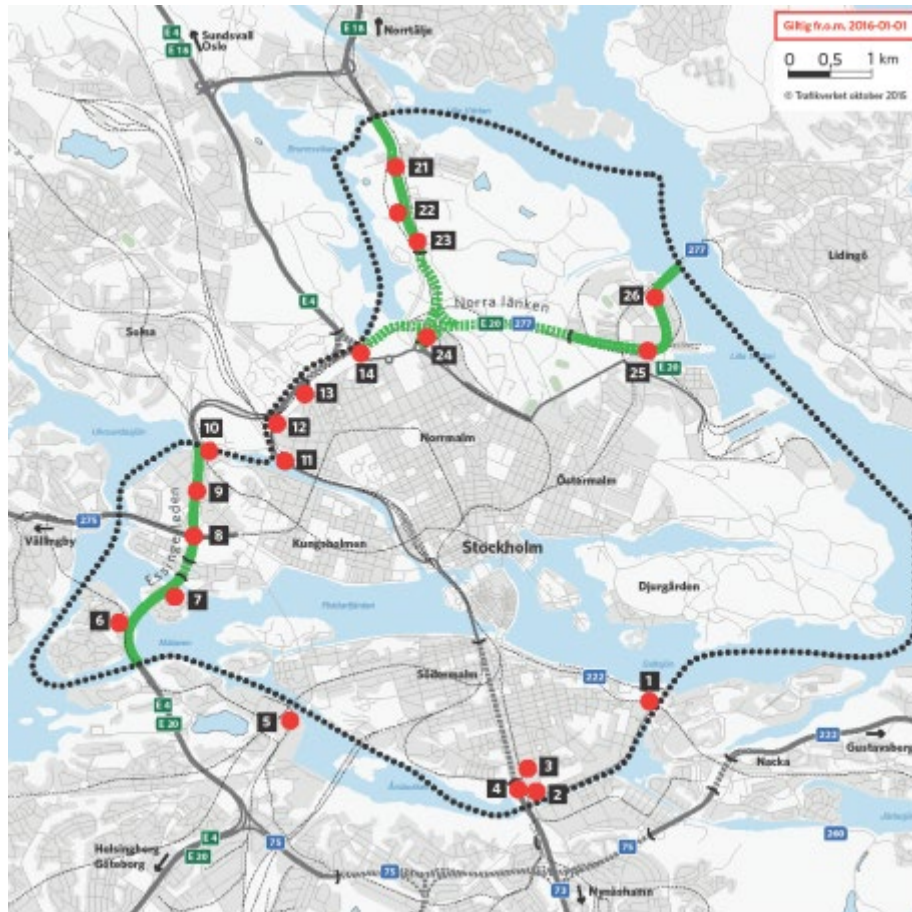 E4
E18
Sundsvall
Oslo
E18
Norrtälje
Giltig fr.o.m. 2016-01-01
0 0,5 1 km
© Trafikverket oktober 2015
21
22
23
277
Lidingö
26
Norra länken
E4
E20 277
Solna
24
25
E20
14
13
12
10
11
Norrmalm
9
Östermalm
Essingeleden
275
8
Vällingby
Kungsholmen
Stockholm
Djurgården
7
6
Riddarfjärden
Mälaren
Södermalm
222
1
E4
E20
5
3
4
2
222
Gustavsberg
Nacka
E4
Helsingborg
Göteborg
E20
75
75
75
260
73
Nynäshamn